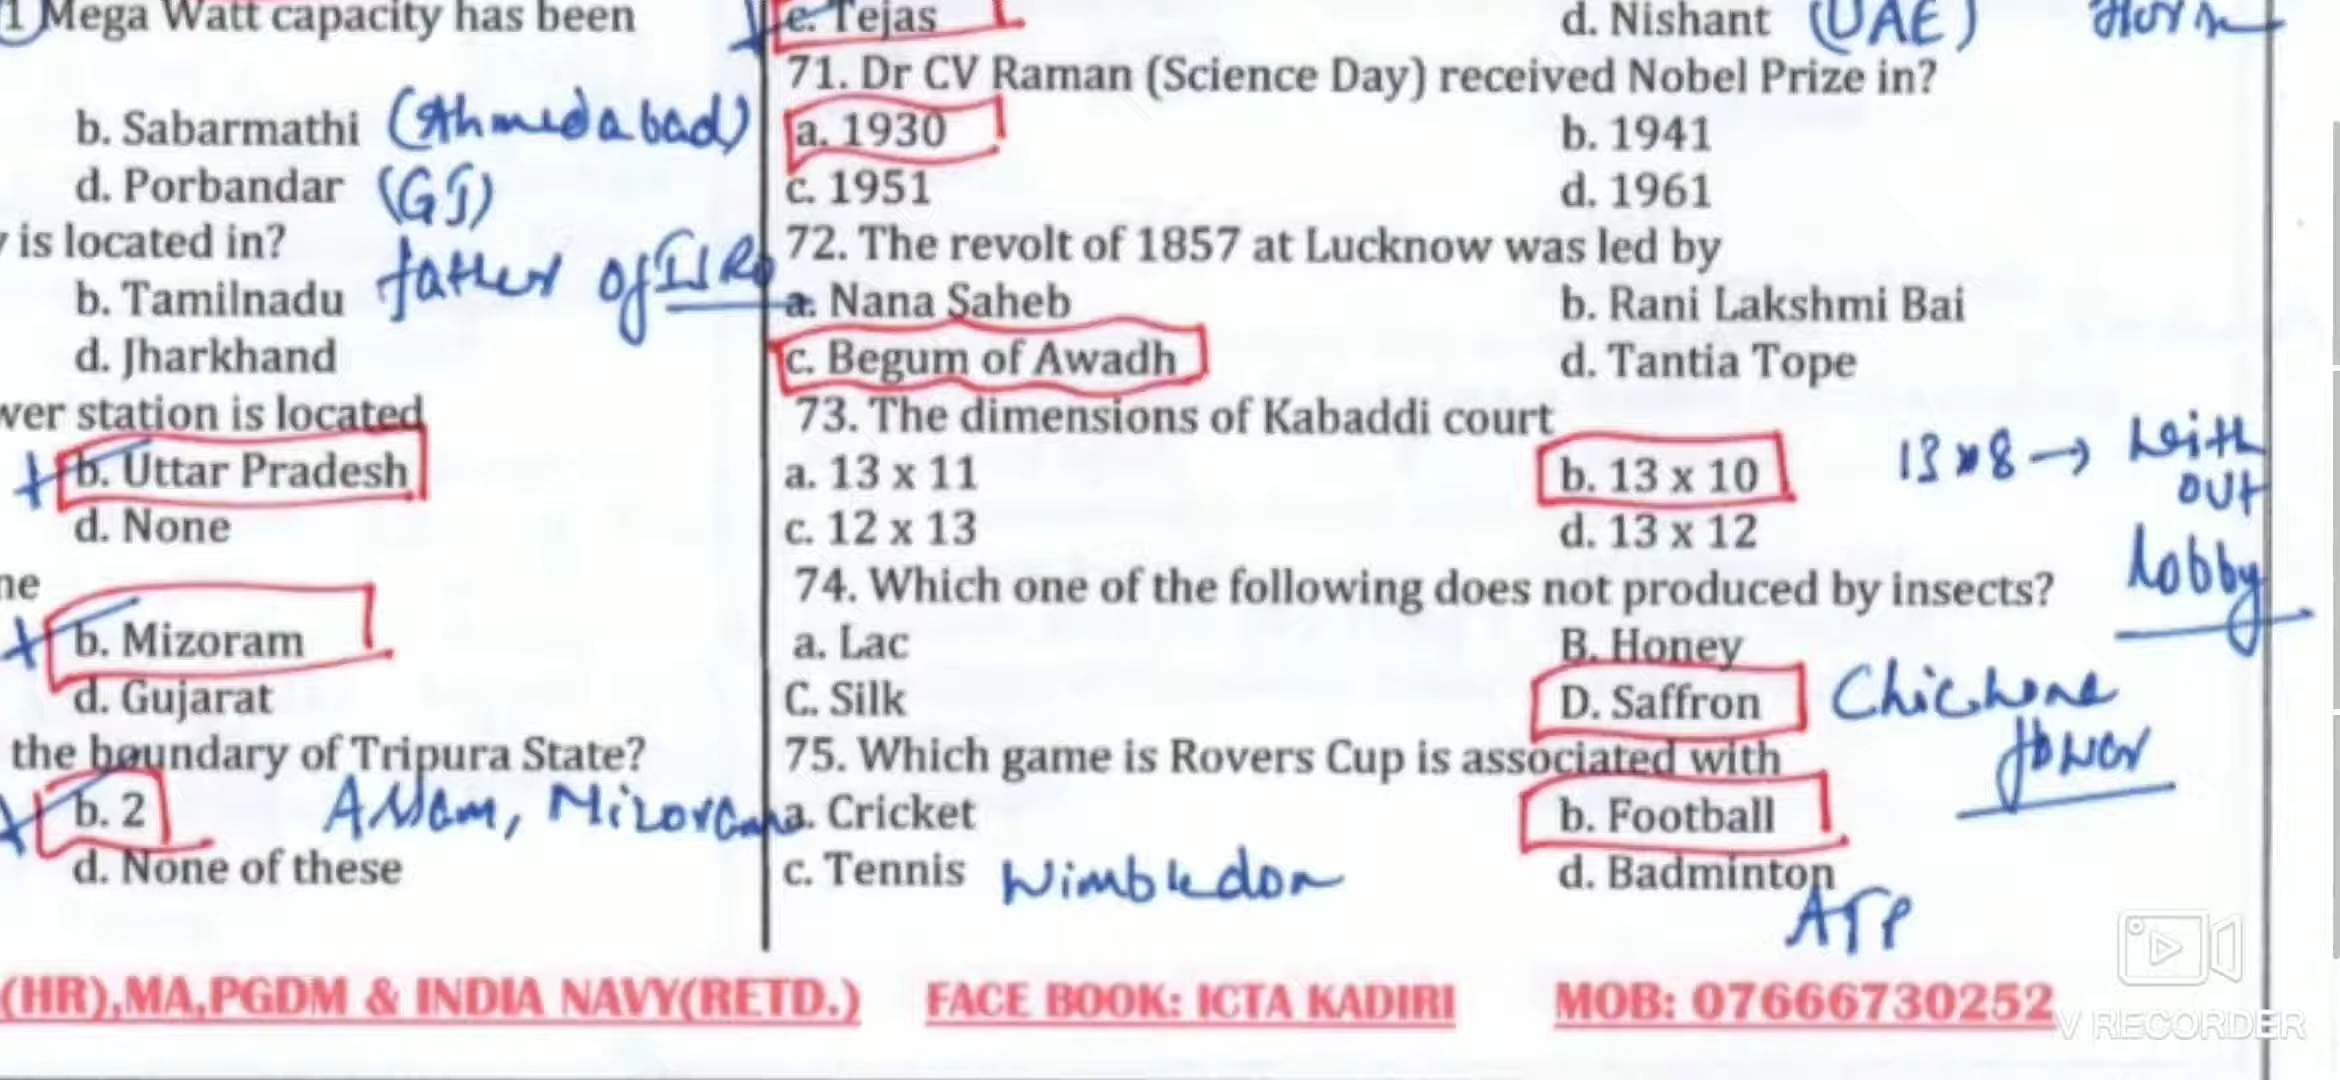 1 Mega Watt capacity has been
b. Sabarmathi (Ahmedabad)
d. Porbandar (GJ)
is located in?
b. Tamilnadu father of ISRO
d. Jharkhand
wer station is located
b. Uttar Pradesh
d. None
ne
b. Mizoram
d. Gujarat
the boundary of Tripura State?
b. 2 Assam, Mizoram
d. None of these
c. Tejas d. Nishant (UAE)
71. Dr CV Raman (Science Day) received Nobel Prize in?
a. 1930 b. 1941
c. 1951 d. 1961
72. The revolt of 1857 at Lucknow was led by
a. Nana Saheb b. Rani Lakshmi Bai
c. Begum of Awadh d. Tantia Tope
73. The dimensions of Kabaddi court
a. 13 x 11 b. 13 x 10 13 x 8 → with
out
c. 12 x 13 d. 13 x 12
lobby
74. Which one of the following does not produced by insects?
a. Lac B. Honey
C. Silk D. Saffron
75. Which game is Rovers Cup is associated with
a. Cricket b. Football
c. Tennis Wimbledon d. Badminton
ATP
(HR),MA,PGDM & INDIA NAVY(RETD.) FACE BOOK: ICTA KADIRI MOB: 07666730252
V RECORDER